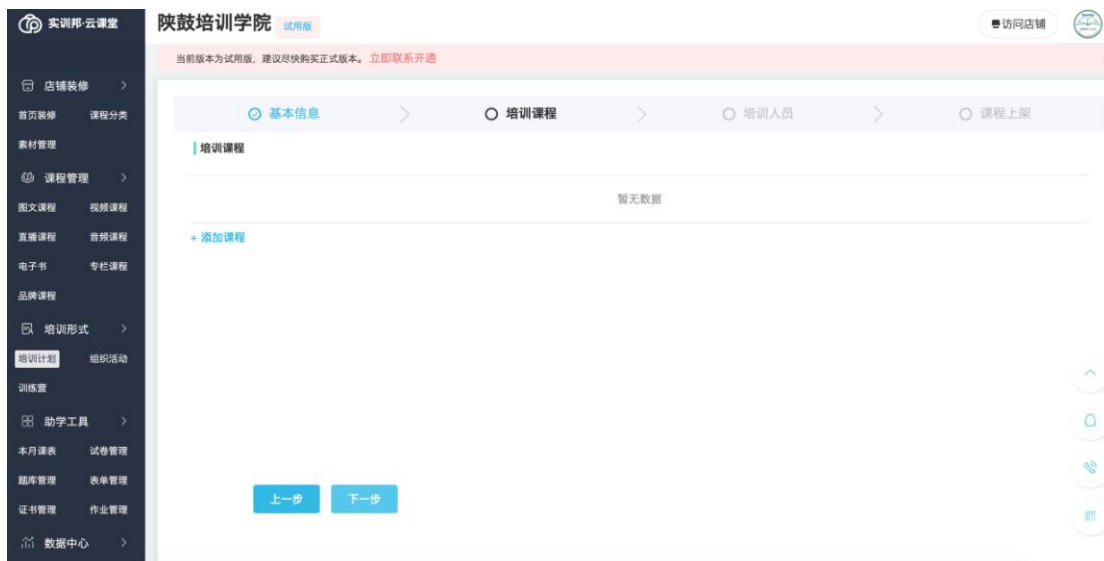 实训邦·云课堂
陕鼓培训学院 试用版
访问店铺
当前版本为试用版，建议尽快购买正式版本。 立即联系开通
店铺装修
首页装修 课程分类
素材管理
课程管理
图文课程 视频课程
直播课程 音频课程
电子书 专栏课程
品牌课程
培训形式
培训计划 组织活动
训练营
助学工具
本月课表 试卷管理
题库管理 表单管理
证书管理 作业管理
数据中心
基本信息 培训课程 培训人员 课程上架
培训课程
暂无数据
+ 添加课程
上一步 下一步